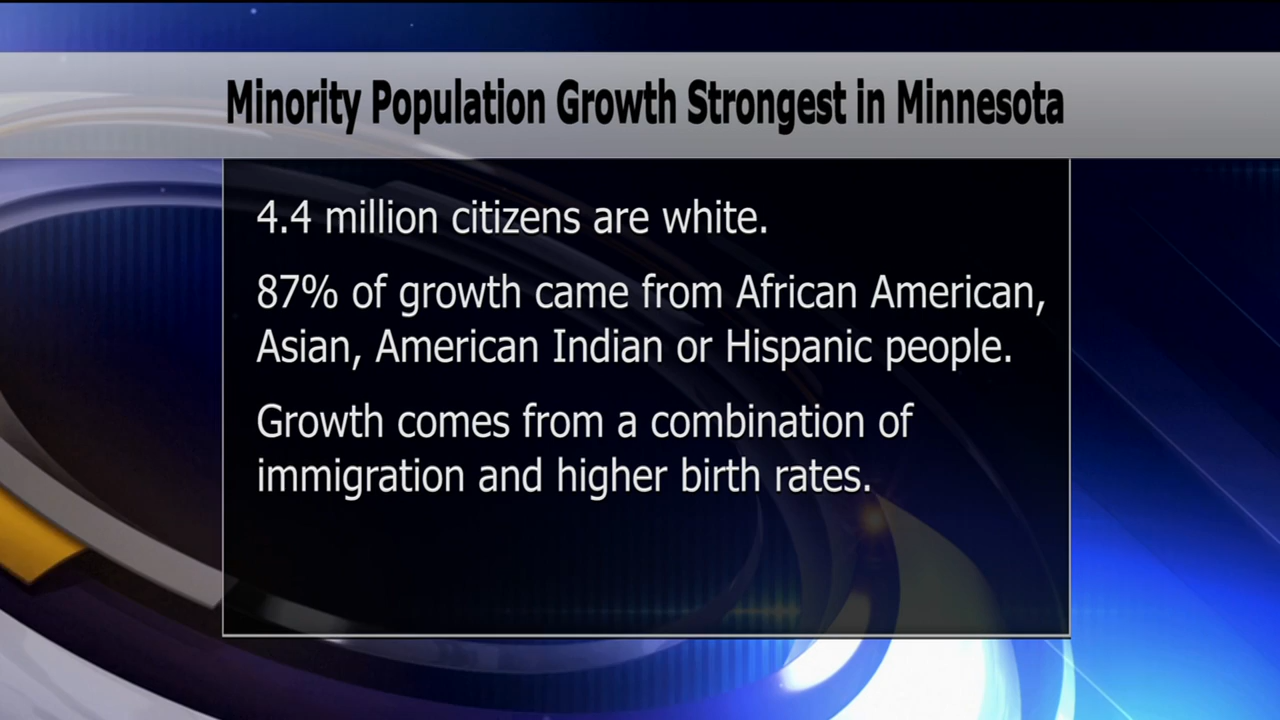 Minority Population Growth Strongest in Minnesota
4.4 million citizens are white.
87% of growth came from African American,
Asian, American Indian or Hispanic people.
Growth comes from a combination of
immigration and higher birth rates.